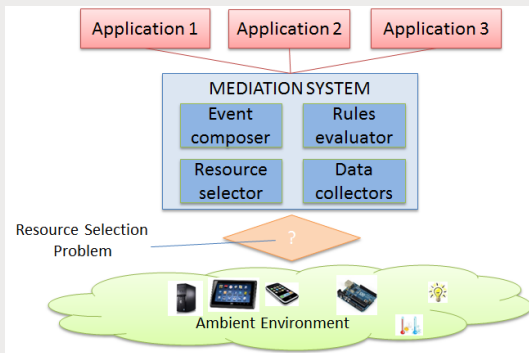 Application 1
Application 2
Application 3
MEDIATION SYSTEM
Event
composer
Rules
evaluator
Resource
selector
Data
collectors
Resource Selection
Problem
?
Ambient Environment